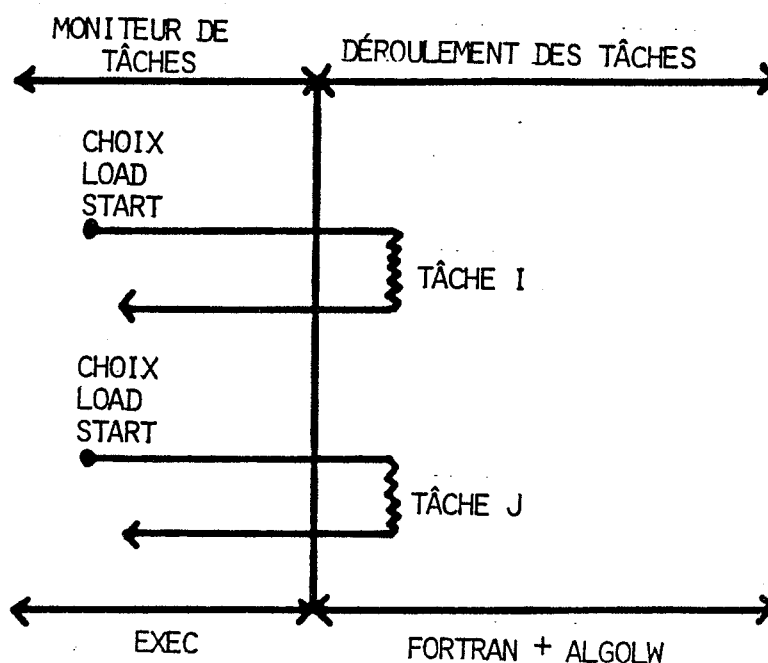 MONITEUR DE
TÂCHES
DÉROULEMENT DES TÂCHES
CHOIX
LOAD
START
TÂCHE I
CHOIX
LOAD
START
TÂCHE J
EXEC
FORTRAN + ALGOLW